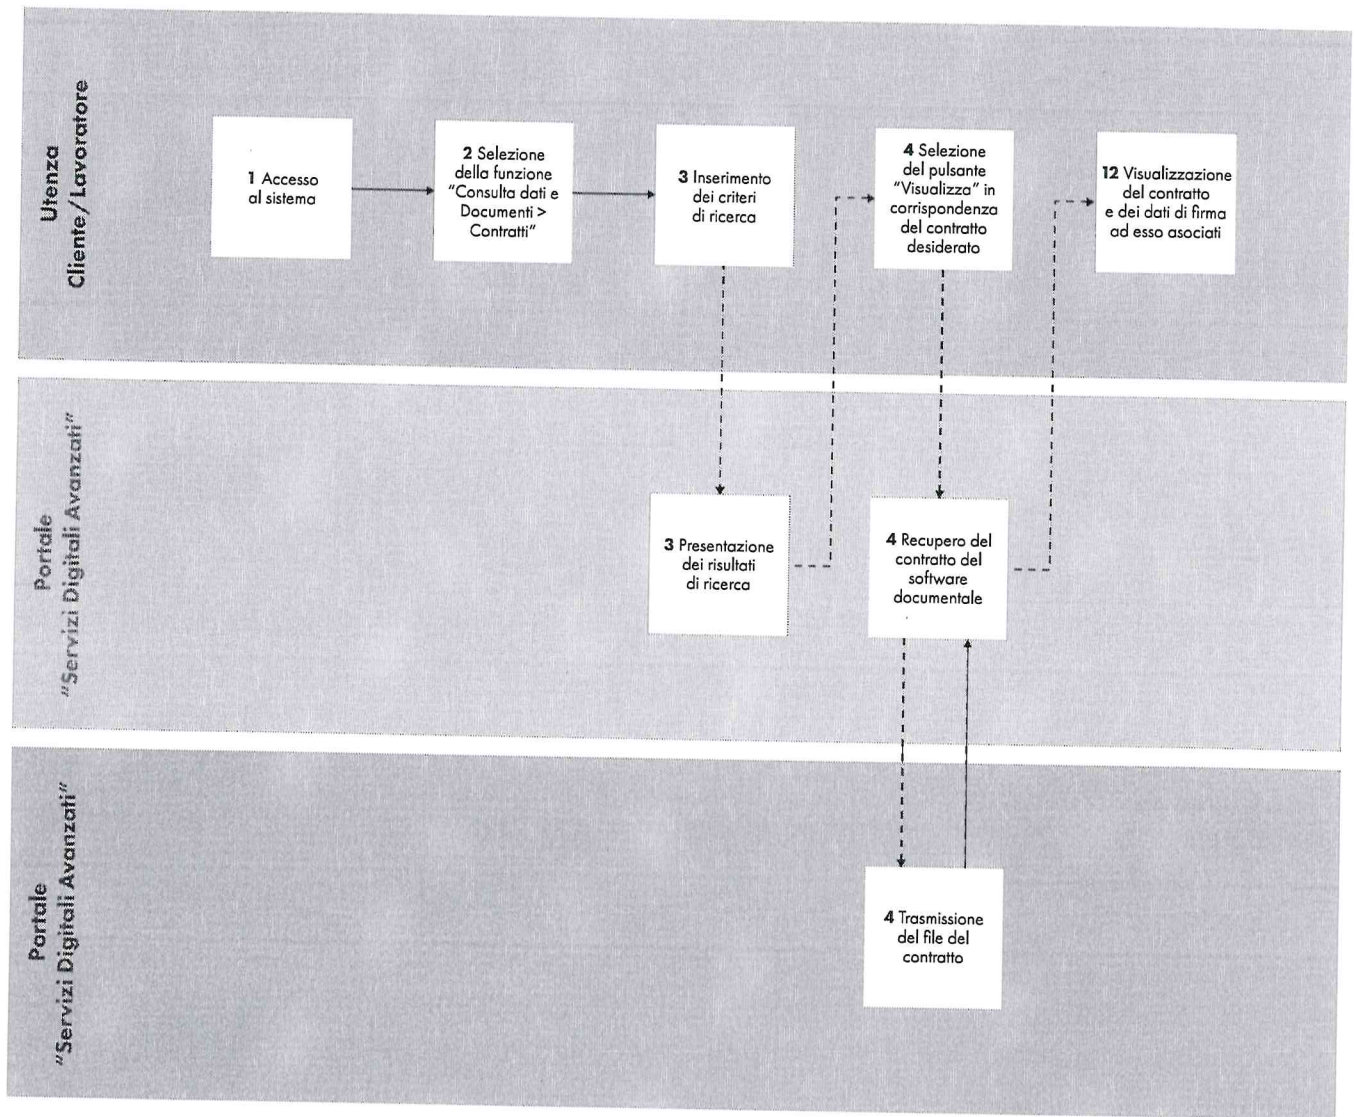 Utenza
Cliente/Lavoratore
1 Accesso
al sistema
2 Selezione
della funzione
"Consulta dati e
Documenti >
Contratti"
3 Inserimento
dei criteri
di ricerca
4 Selezione
del pulsante
"Visualizza" in
corrispondenza
del contratto
desiderato
12 Visualizzazione
del contratto
e dei dati di firma
ad esso asociati
Portale
"Servizi Digitali Avanzati"
3 Presentazione
dei risultati
di ricerca
4 Recupero del
contratto del
software
documentale
Portale
"Servizi Digitali Avanzati"
4 Trasmissione
del file del
contratto